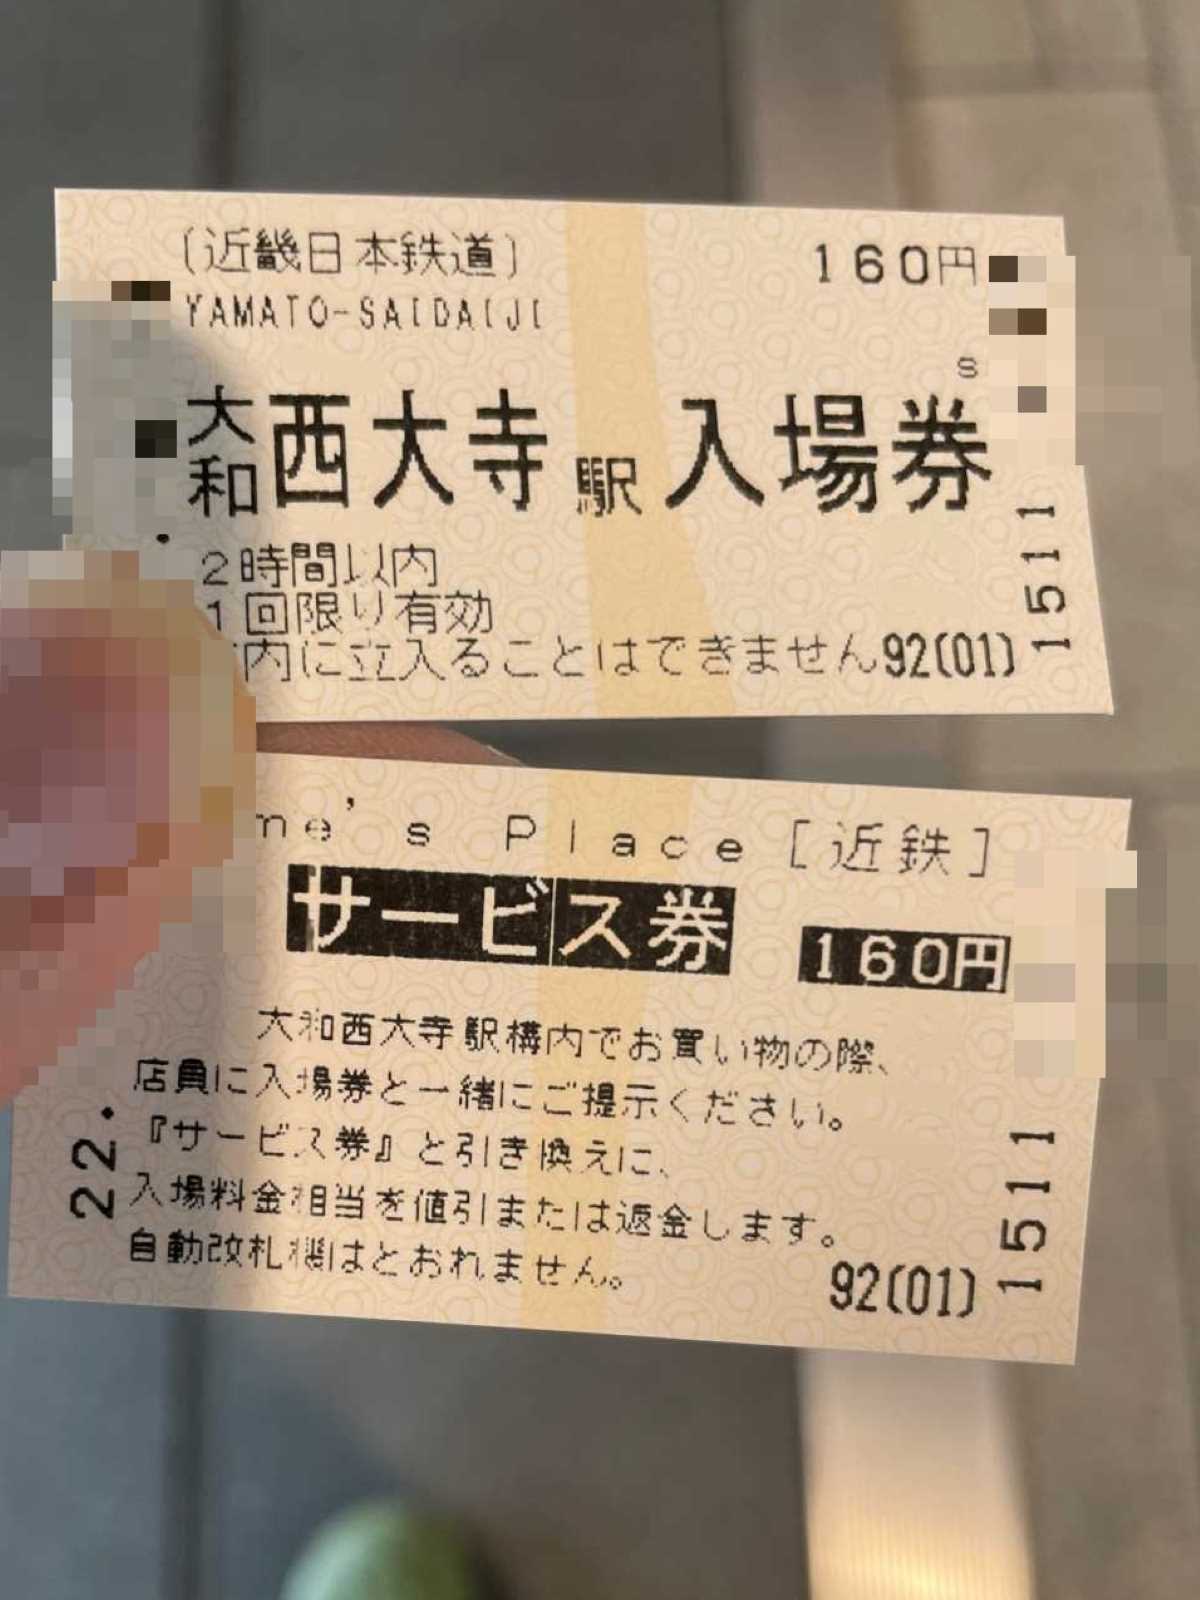 〔近畿日本鉄道〕 160円
YAMATO-SAIDAIJI
s
大和西大寺駅 入場券
2時間以内
1回限り有効
内に立入ることはできません 92(01)
1511
me's Place [近鉄]
サービス券 160円
大和西大寺駅構内でお買い物の際、
店員に入場券と一緒にご提示ください。
『サービス券』と引き換えに、
入場料金相当を値引または返金します。
自動改札機はとおれません。
92(01)
22.
1511